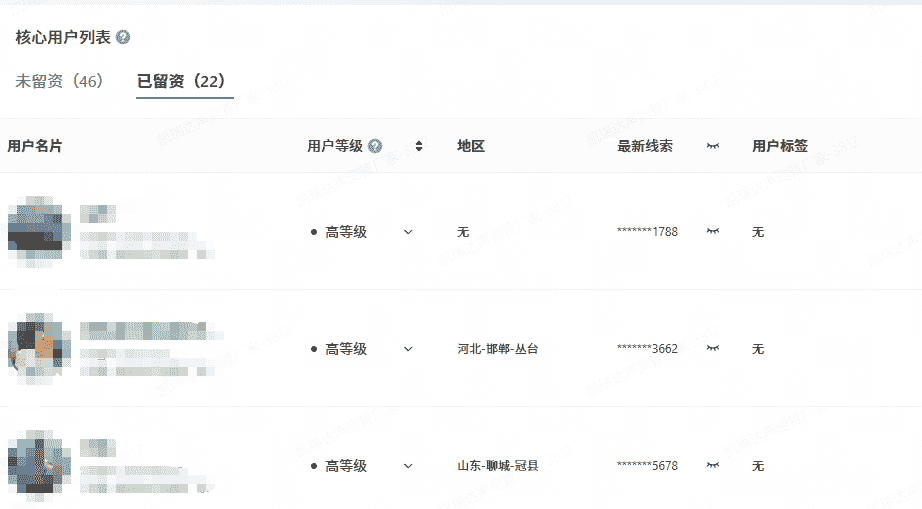 核心用户列表 ?
未留资（46） 已留资（22）
用户名片 用户等级 ? 地区 最新线索 用户标签
高等级 无 *******1788 无
高等级 河北-邯郸-丛台 *******3662 无
高等级 山东-聊城-冠县 *******5678 无